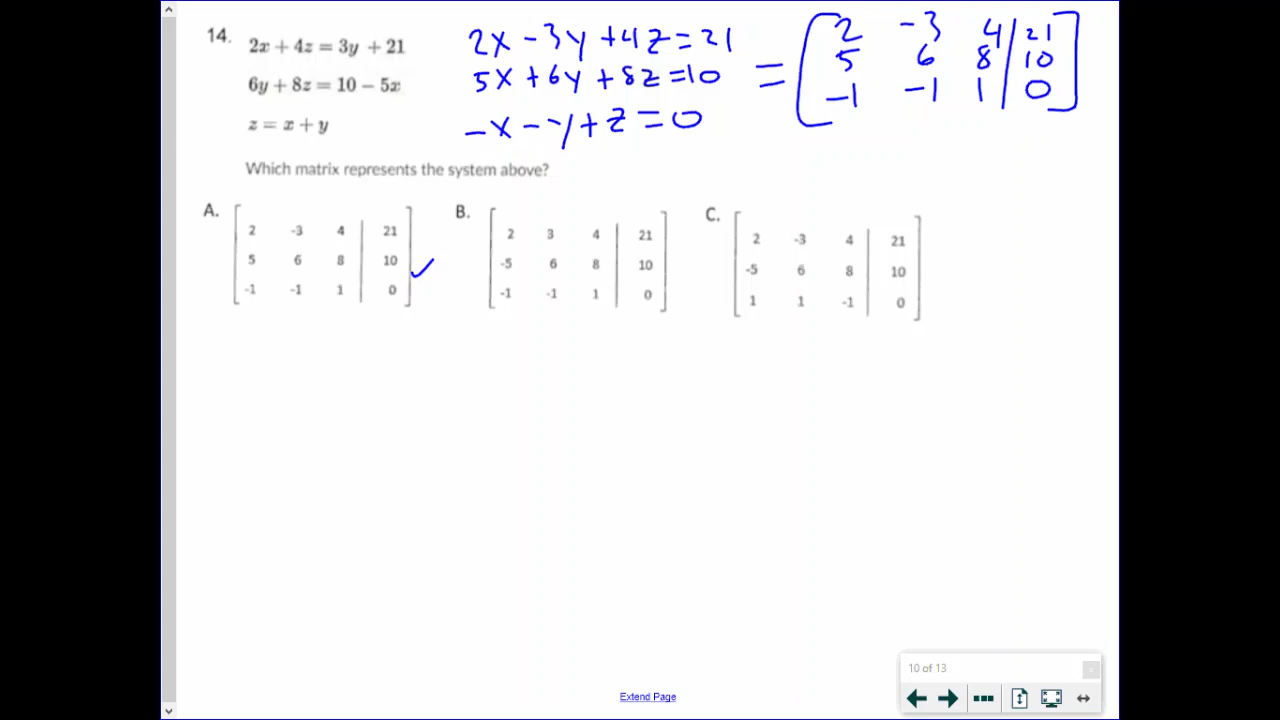 14.
2x + 4z = 3y + 21
6y + 8z = 10 − 5x
z = x + y
2x - 3y + 4z = 21
5x + 6y + 8z = 10
-x - y + z = 0
= [ 2 -3 4 | 21
5 6 8 | 10
-1 -1 1 | 0 ]
Which matrix represents the system above?
A.
2 -3 4 21
5 6 8 10
-1 -1 1 0
B.
2 3 4 21
-5 6 8 10
-1 -1 1 0
C.
2 -3 4 21
-5 6 8 10
1 1 -1 0
10 of 13
Extend Page